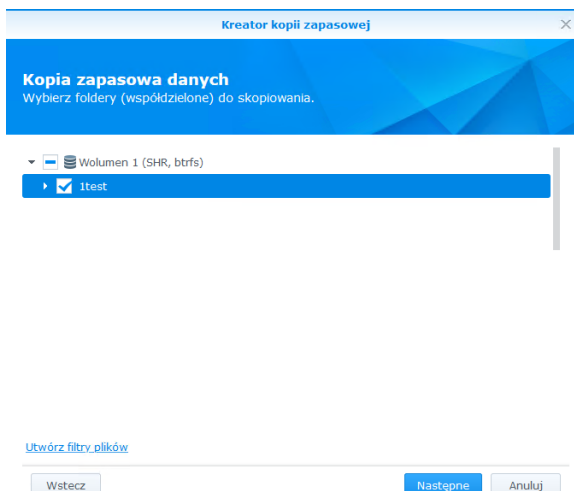 Kreator kopii zapasowej
Kopia zapasowa danych
Wybierz foldery (współdzielone) do skopiowania.
Wolumen 1 (SHR, btrfs)
1test
Utwórz filtry plików
Wstecz
Następne
Anuluj